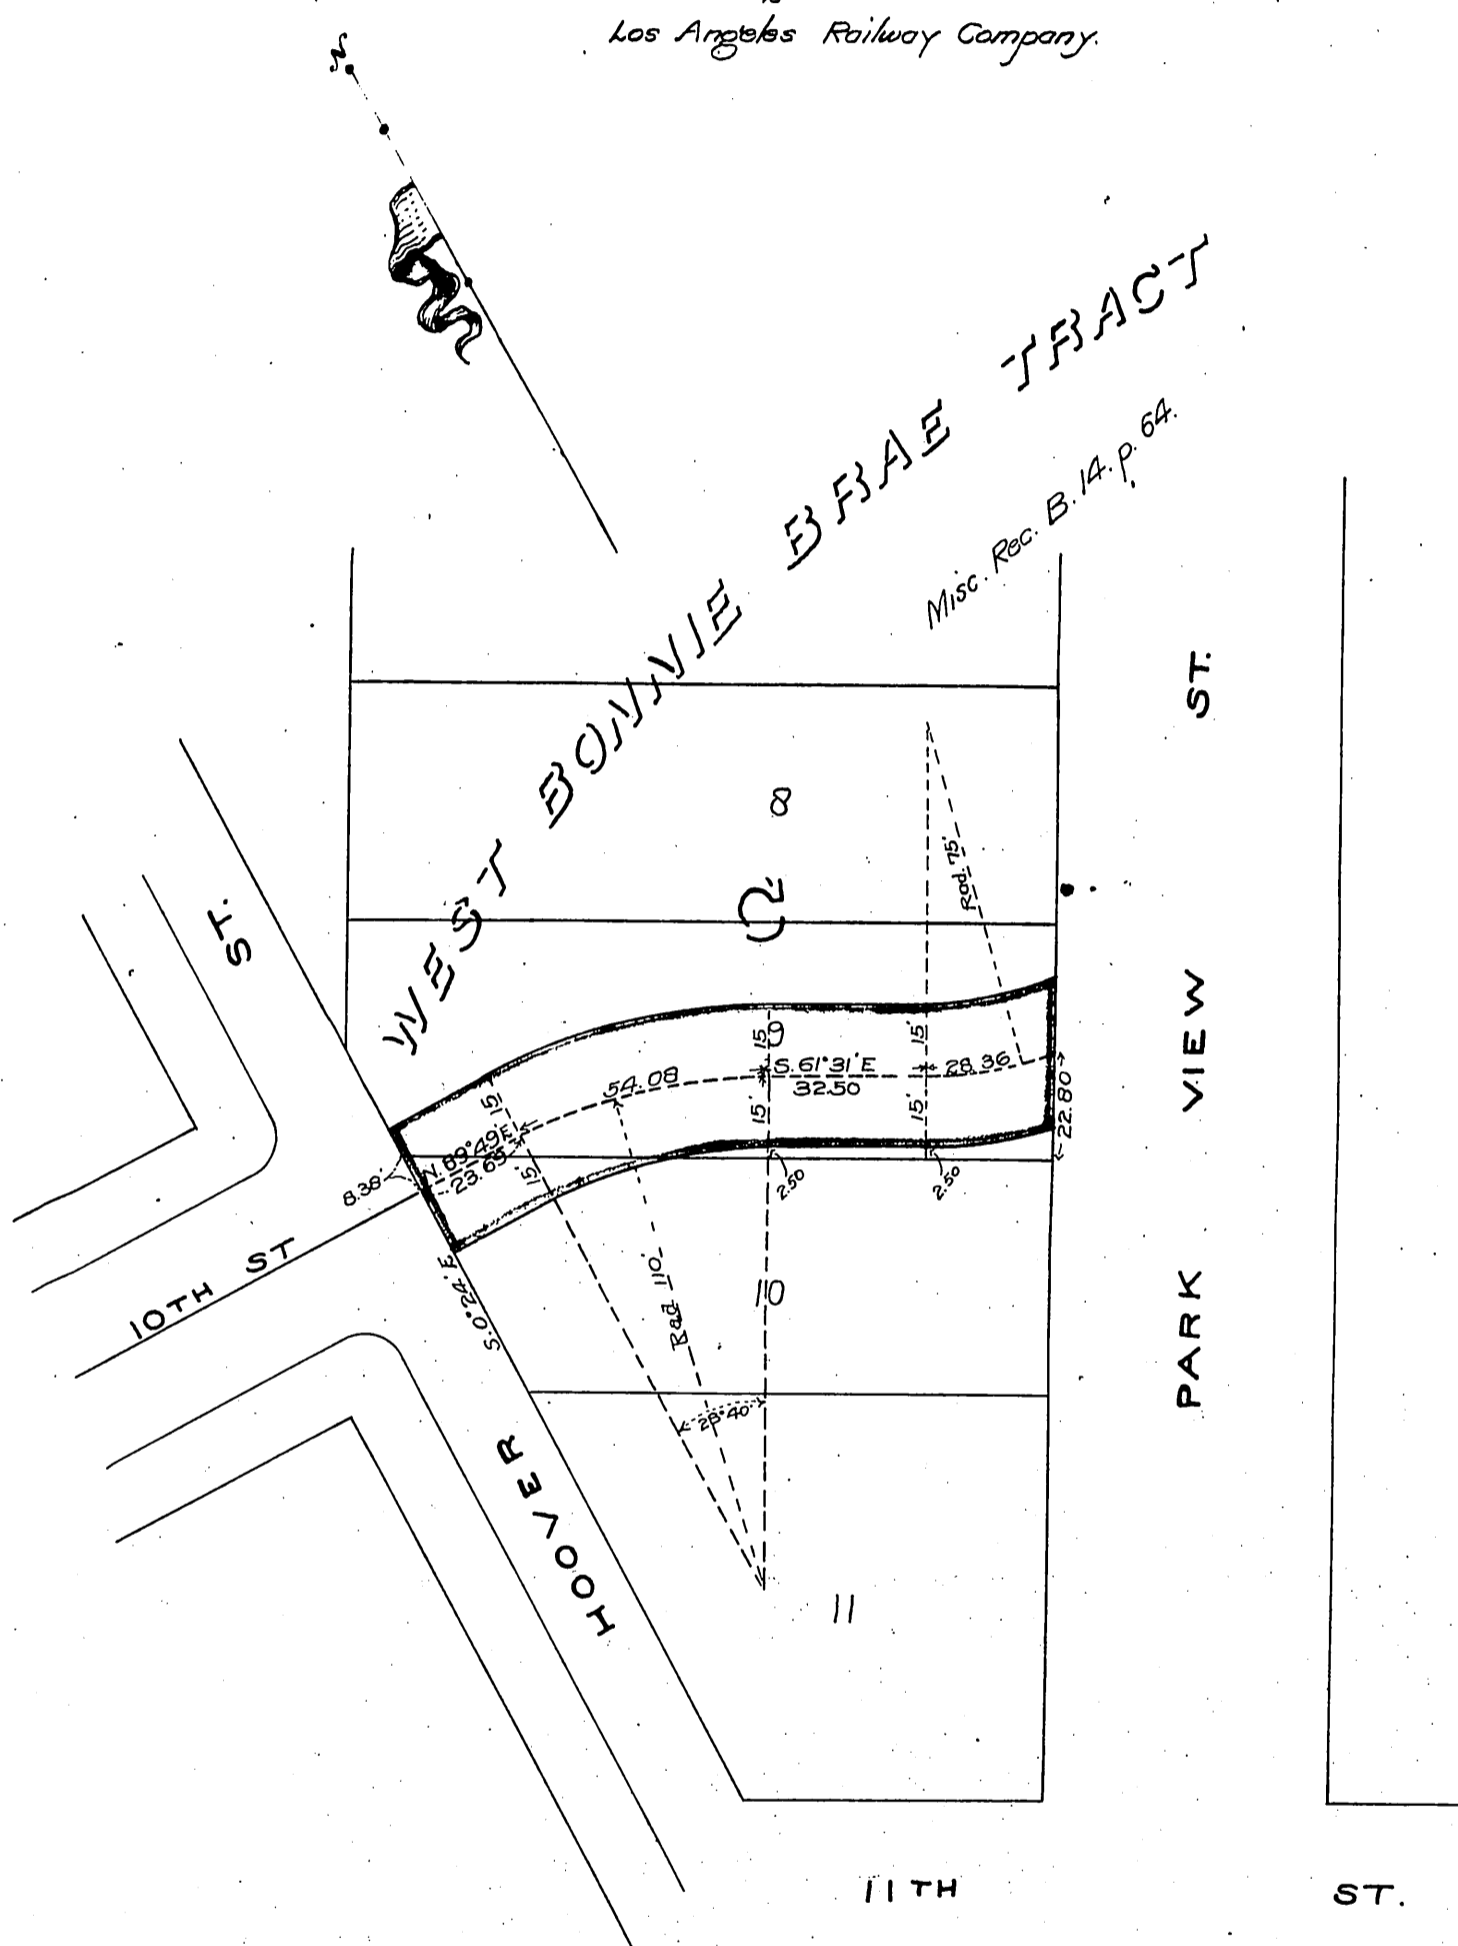 to
Los Angeles Railway Company.
N
WEST BONNIE BRAE TRACT
Misc. Rec. B. 14. p. 64.
ST.
8
Rad. 75'
C
ST.
VIEW
PARK
9
15'
15'
15'
54.08
S. 61° 31' E
32.50
28.36
15'
15'
22.80
N. 89° 49' E
23.65
15'
8.38'
2.50
2.50
10TH ST
S. 0° 24' E.
Rad. 110'
10
28° 40'
HOOVER
11
11TH ST.